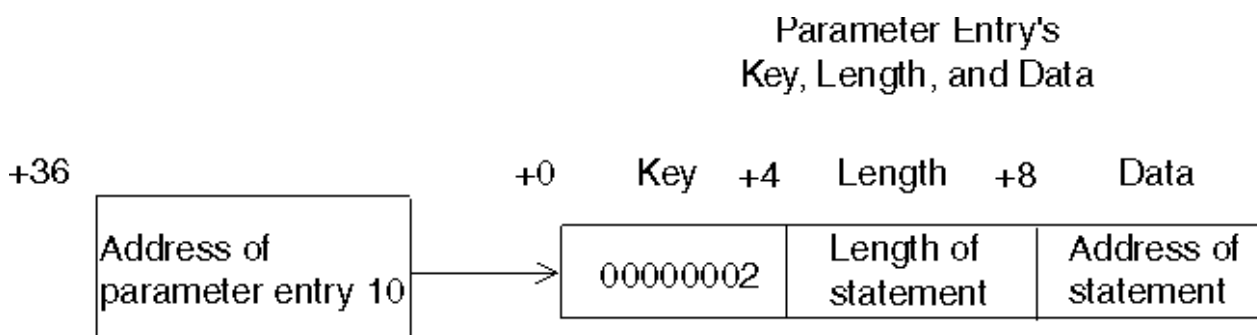 Parameter Entry's
Key, Length, and Data
+36 +0 Key +4 Length +8 Data
Address of
parameter entry 10
00000002
Length of
statement
Address of
statement